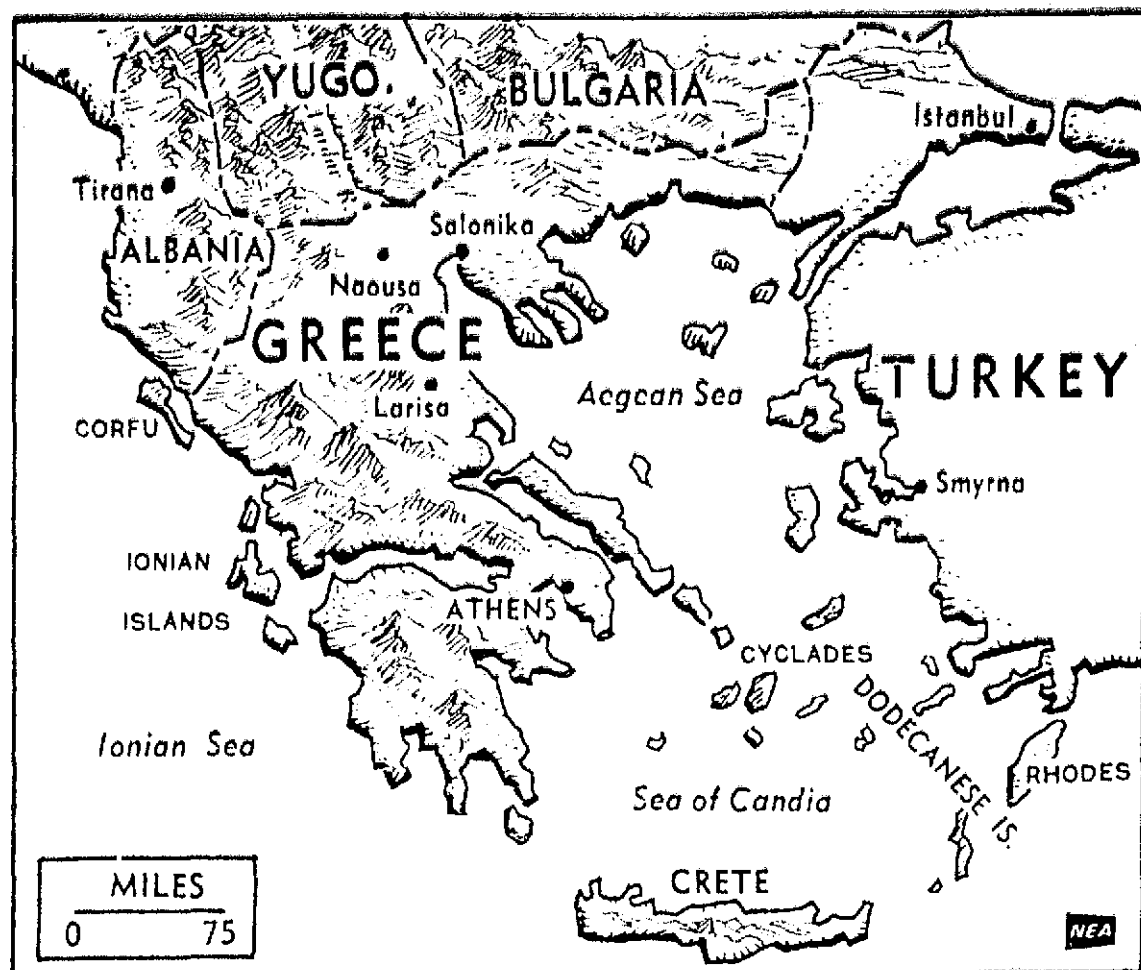 YUGO.
BULGARIA
Istanbul
Tirana
ALBANIA
Salonika
Naousa
GREECE
TURKEY
Aegean Sea
Larisa
CORFU
Smyrna
IONIAN
ISLANDS
ATHENS
CYCLADES
DODECANESE IS.
Ionian Sea
RHODES
Sea of Candia
CRETE
MILES
0 75
NEA